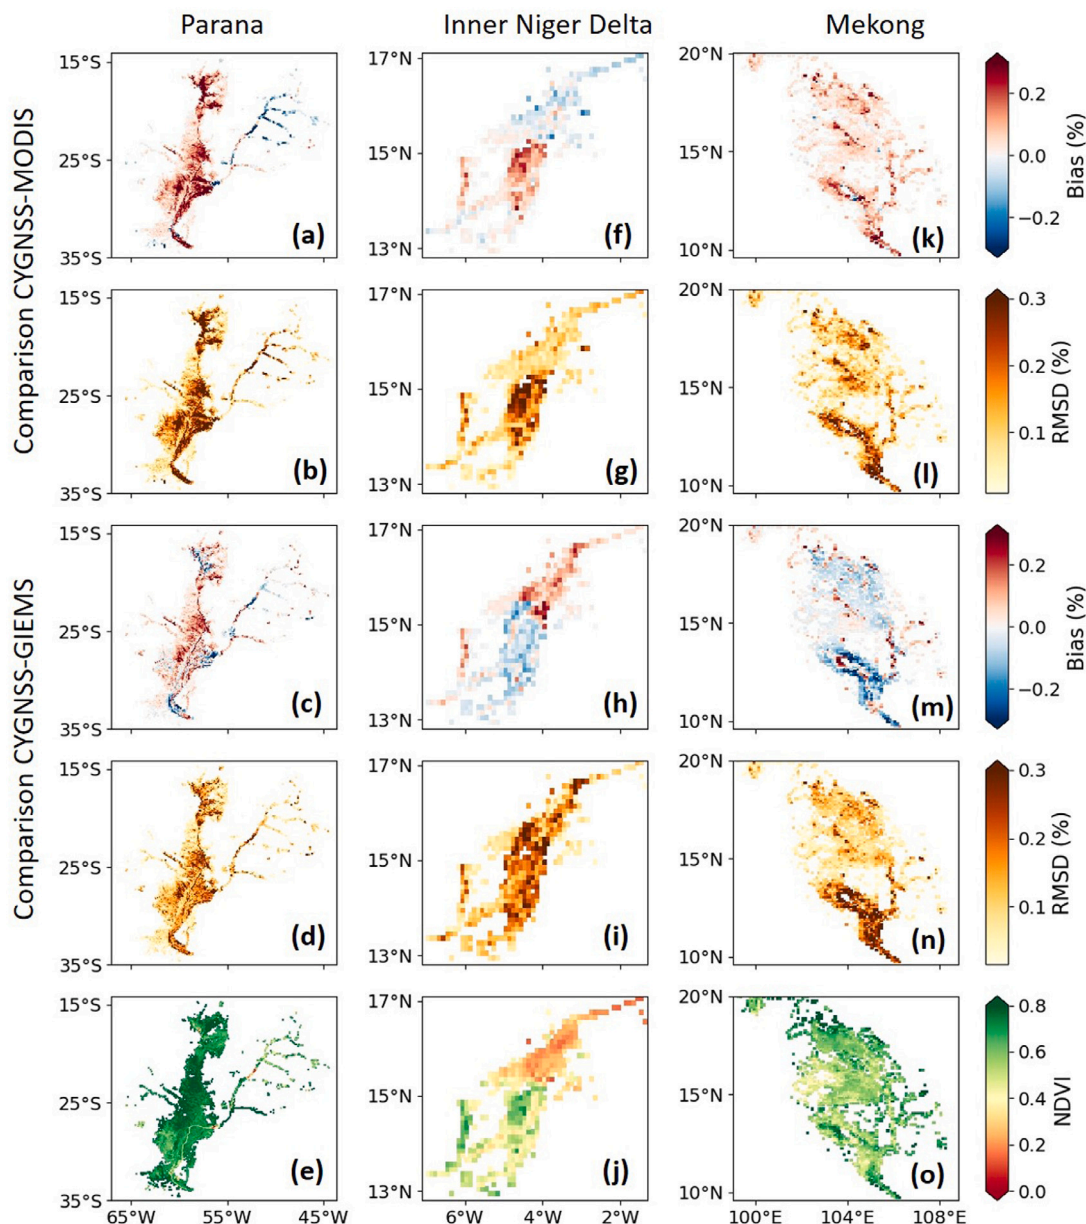 Parana
Inner Niger Delta
Mekong
Comparison CYGNSS-MODIS
15°S
25°S
35°S
(a)
17°N
15°N
13°N
(f)
20°N
15°N
10°N
(k)
0.2
0.0
−0.2
Bias (%)
15°S
25°S
35°S
(b)
17°N
15°N
13°N
(g)
20°N
15°N
10°N
(l)
0.3
0.2
0.1
RMSD (%)
Comparison CYGNSS-GIEMS
15°S
25°S
35°S
(c)
17°N
15°N
13°N
(h)
20°N
15°N
10°N
(m)
0.2
0.0
−0.2
Bias (%)
15°S
25°S
35°S
(d)
17°N
15°N
13°N
(i)
20°N
15°N
10°N
(n)
0.3
0.2
0.1
RMSD (%)
15°S
25°S
35°S
(e)
17°N
15°N
13°N
(j)
20°N
15°N
10°N
(o)
0.8
0.6
0.4
0.2
0.0
NDVI
65°W
55°W
45°W
6°W
4°W
2°W
100°E
104°E
108°E